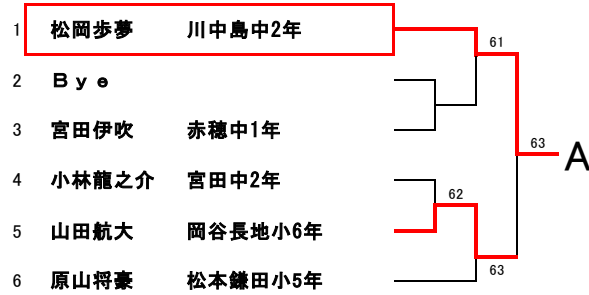 1 松岡歩夢 川中島中2年
61
2 Ｂｙｅ
3 宮田伊吹 赤穂中1年
63 A
4 小林龍之介 宮田中2年
62
5 山田航大 岡谷長地小6年
63
6 原山将豪 松本鎌田小5年